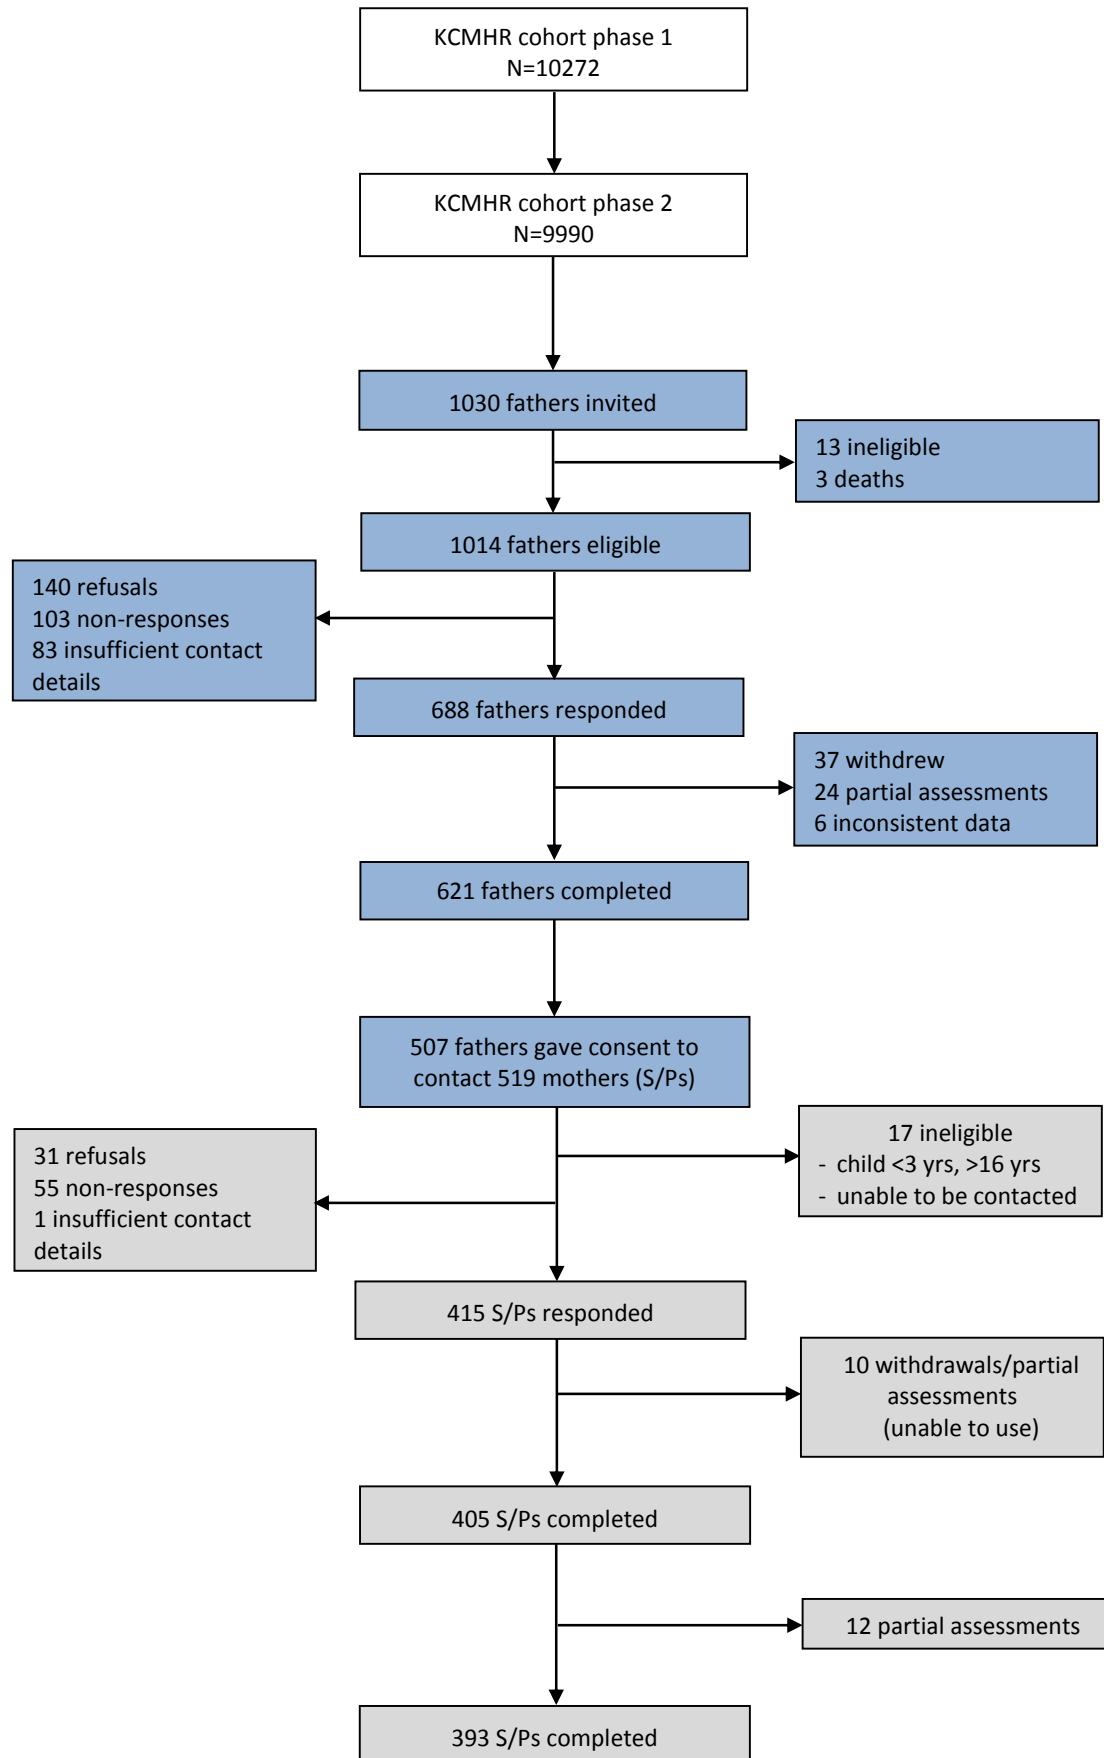 KCMHR cohort phase 1
N=10272
KCMHR cohort phase 2
N=9990
1030 fathers invited
13 ineligible
3 deaths
1014 fathers eligible
140 refusals
103 non-responses
83 insufficient contact
details
688 fathers responded
37 withdrew
24 partial assessments
6 inconsistent data
621 fathers completed
507 fathers gave consent to
contact 519 mothers (S/Ps)
17 ineligible
- child <3 yrs, >16 yrs
- unable to be contacted
31 refusals
55 non-responses
1 insufficient contact
details
415 S/Ps responded
10 withdrawals/partial
assessments
(unable to use)
405 S/Ps completed
12 partial assessments
393 S/Ps completed